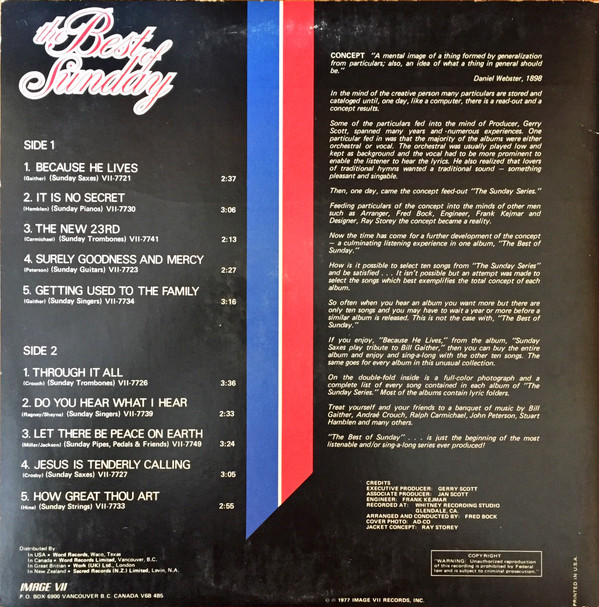 the Best of
Sunday
SIDE 1
1. BECAUSE HE LIVES
(Gaither) (Sunday Saxes) VII-7721 2:37
2. IT IS NO SECRET
(Hamblen) (Sunday Pianos) VII-7730 3:06
3. THE NEW 23RD
(Carmichael) (Sunday Trombones) VII-7741 2:13
4. SURELY GOODNESS AND MERCY
(Peterson) (Sunday Guitars) VII-7723 2:27
5. GETTING USED TO THE FAMILY
(Gaither) (Sunday Singers) VII-7734 3:16
SIDE 2
1. THROUGH IT ALL
(Crouch) (Sunday Trombones) VII-7726 3:36
2. DO YOU HEAR WHAT I HEAR
(Regney/Shayne) (Sunday Singers) VII-7739 2:33
3. LET THERE BE PEACE ON EARTH
(Miller/Jackson) (Sunday Pipes, Pedals & Friends) VII-7749 3:24
4. JESUS IS TENDERLY CALLING
(Crosby) (Sunday Saxes) VII-7727 3:05
5. HOW GREAT THOU ART
(Hine) (Sunday Strings) VII-7733 2:55
Distributed By
In USA • Word Records, Waco, Texas
In Canada • Word Records Limited, Vancouver, B.C.
In Great Brittian • Work (UK) Ltd., London
In New Zealand • Sacred Records (N.Z.) Limited, Levin, N.A.
IMAGE VII
P. O. BOX 6900 VANCOUVER B.C. CANADA V6B 4B5
CONCEPT "A mental image of a thing formed by generalization
from particulars; also, an idea of what a thing in general should
be."
Daniel Webster, 1898
In the mind of the creative person many particulars are stored and
cataloged until, one day, like a computer, there is a read-out and a
concept results.
Some of the particulars fed into the mind of Producer, Gerry
Scott, spanned many years and numerous experiences. One
particular fed in was that the majority of the albums were either
orchestral or vocal. The orchestral was usually played low and
kept as background and the vocal had to be more prominent to
enable the listener to hear the lyrics. He also realized that lovers
of traditional hymns wanted a traditional sound — something
pleasant and singable.
Then, one day, came the concept feed-out "The Sunday Series."
Feeding particulars of the concept into the minds of other men
such as Arranger, Fred Bock, Engineer, Frank Kejmar and
Designer, Ray Storey the concept became a reality.
Now the time has come for a further development of the concept
— a culminating listening experience in one album, "The Best of
Sunday."
How is it possible to select ten songs from "The Sunday Series"
and be satisfied . . . It isn't possible but an attempt was made to
select the songs which best exemplifies the total concept of each
album.
So often when you hear an album you want more but there are
only ten songs and you may have to wait a year or more before a
similar album is released. This is not the case with, "The Best of
Sunday."
If you enjoy, "Because He Lives," from the album, "Sunday
Saxes play tribute to Bill Gaither," then you can buy the entire
album and enjoy and sing-a-long with the other ten songs. The
same goes for every album in this unusual collection.
On the double-fold inside is a full-color photograph and a
complete list of every song contained in each album of "The
Sunday Series." Most of the albums contain lyric folders.
Treat yourself and your friends to a banquet of music by Bill
Gaither, Andraé Crouch, Ralph Carmichael, John Peterson, Stuart
Hamblen and many others.
"The Best of Sunday" . . . is just the beginning of the most
listenable and/or sing-a-long series ever produced!
CREDITS
EXECUTIVE PRODUCER: GERRY SCOTT
ASSOCIATE PRODUCER: JAN SCOTT
ENGINEER: FRANK KEJMAR
RECORDED AT: WHITNEY RECORDING STUDIO
GLENDALE, CA.
ARRANGED AND CONDUCTED BY: FRED BOCK
COVER PHOTO: AD-CO
JACKET CONCEPT: RAY STOREY
COPYRIGHT
"WARNING: Unauthorized reproduction
of this recording is prohibited by Federal
law and is subject to criminal prosecution."
© ℗ 1977 IMAGE VII RECORDS, INC.
PRINTED IN U.S.A.